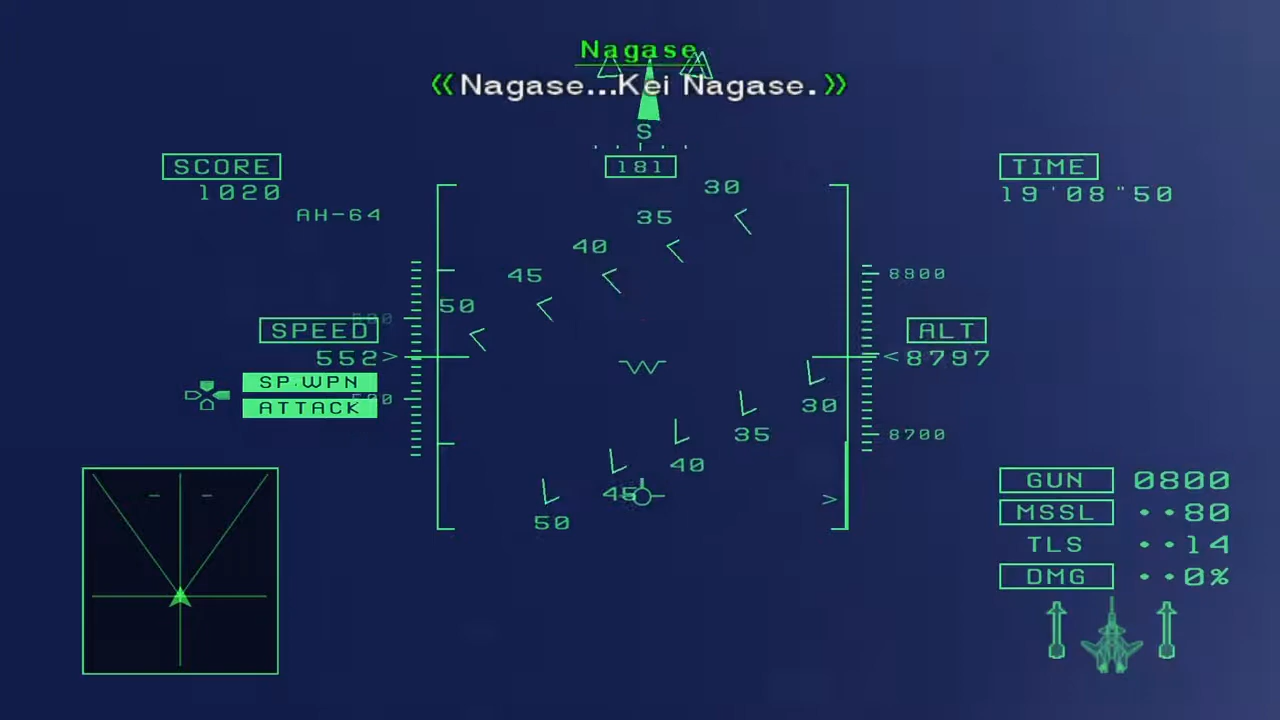 Nagase
《Nagase...Kei Nagase.》
S
181
SCORE
1020
AH-64
TIME
19'08"50
30
35
40
45
50
SPEED
552>
500
SP.WPN
ATTACK
8900
ALT
<8797
8700
30
35
40
45
50
>
GUN 0800
MSSL ··80
TLS ··14
DMG ··0%